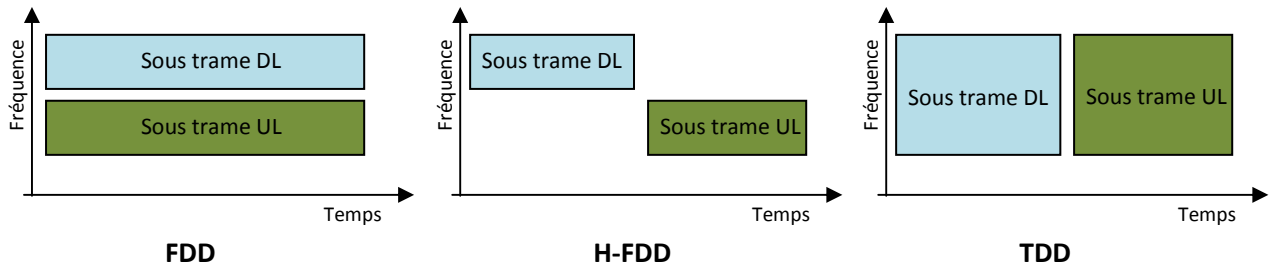 Fréquence
Sous trame DL
Sous trame UL
Temps
FDD
Fréquence
Sous trame DL
Sous trame UL
Temps
H-FDD
Fréquence
Sous trame DL
Sous trame UL
Temps
TDD